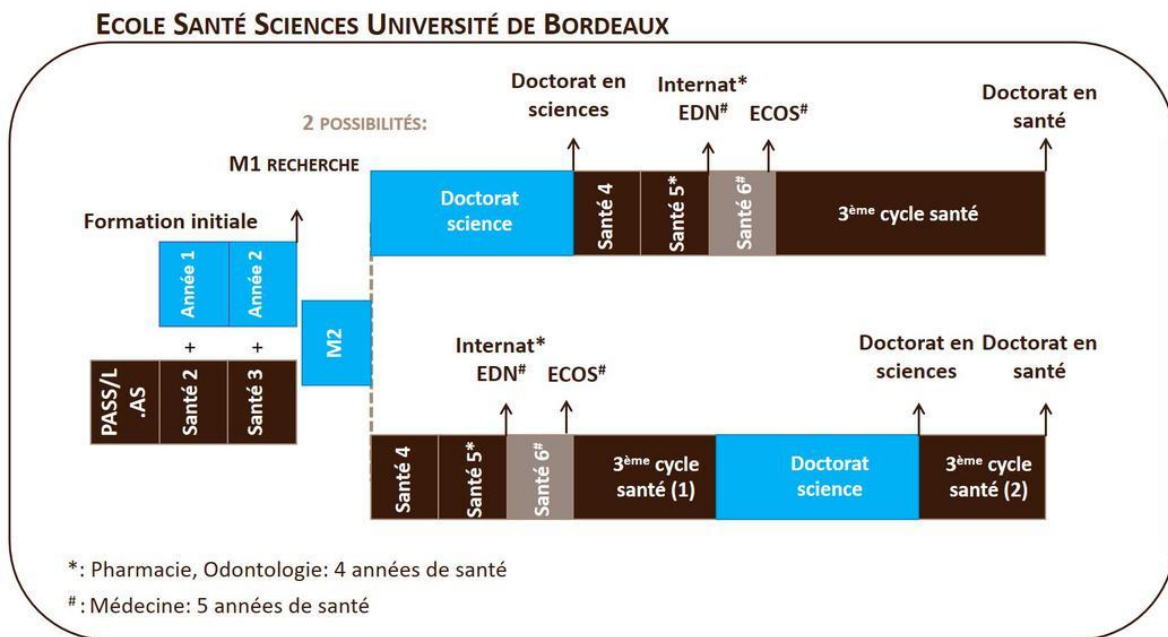 ECOLE SANTÉ SCIENCES UNIVERSITÉ DE BORDEAUX
2 POSSIBILITÉS:
Doctorat en
sciences
Internat*
EDN#
ECOS#
Doctorat en
santé
M1 RECHERCHE
Doctorat
science
Santé 4
Santé 5*
Santé 6#
3ème cycle santé
Formation initiale
Année 1
Année 2
+
+
PASS/L
.AS
Santé 2
Santé 3
M2
Internat*
EDN#
ECOS#
Doctorat en
sciences
Doctorat en
santé
Santé 4
Santé 5*
Santé 6#
3ème cycle
santé (1)
Doctorat
science
3ème cycle
santé (2)
*: Pharmacie, Odontologie: 4 années de santé
#: Médecine: 5 années de santé